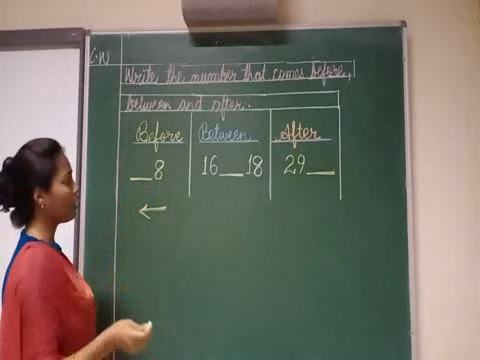 C.W
Write the number that comes before,
between and after.
Before Between After
__8 16__18 29__
←